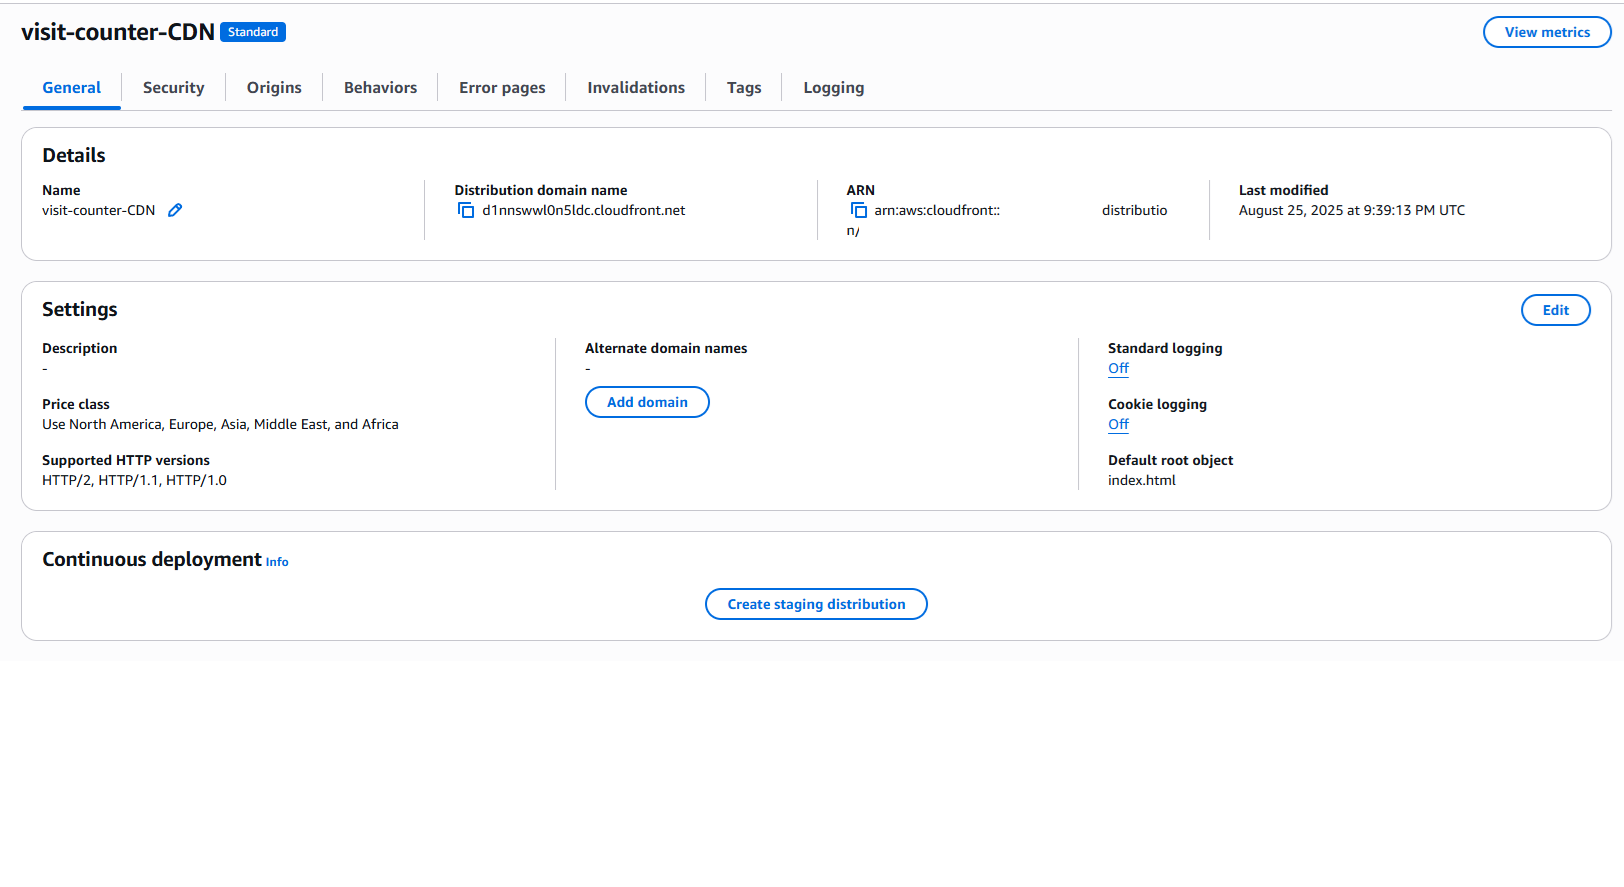 visit-counter-CDN Standard
View metrics
General Security Origins Behaviors Error pages Invalidations Tags Logging
Details
Name
visit-counter-CDN
Distribution domain name
d1nnswwl0n5ldc.cloudfront.net
ARN
arn:aws:cloudfront:: distributio
n/
Last modified
August 25, 2025 at 9:39:13 PM UTC
Settings
Edit
Description
-
Price class
Use North America, Europe, Asia, Middle East, and Africa
Supported HTTP versions
HTTP/2, HTTP/1.1, HTTP/1.0
Alternate domain names
-
Add domain
Standard logging
Off
Cookie logging
Off
Default root object
index.html
Continuous deployment Info
Create staging distribution